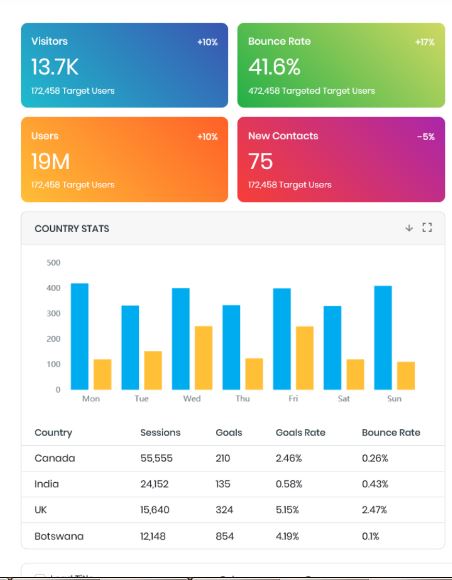 Visitors +10%
13.7K
172,458 Target Users
Bounce Rate +17%
41.6%
472,458 Targeted Target Users
Users +10%
19M
172,458 Target Users
New Contacts -5%
75
172,458 Target Users
COUNTRY STATS
500
400
300
200
100
0
Mon Tue Wed Thu Fri Sat Sun
Country Sessions Goals Goals Rate Bounce Rate
Canada 55,555 210 2.46% 0.26%
India 24,152 135 0.58% 0.43%
UK 15,640 324 5.15% 2.47%
Botswana 12,148 854 4.19% 0.1%